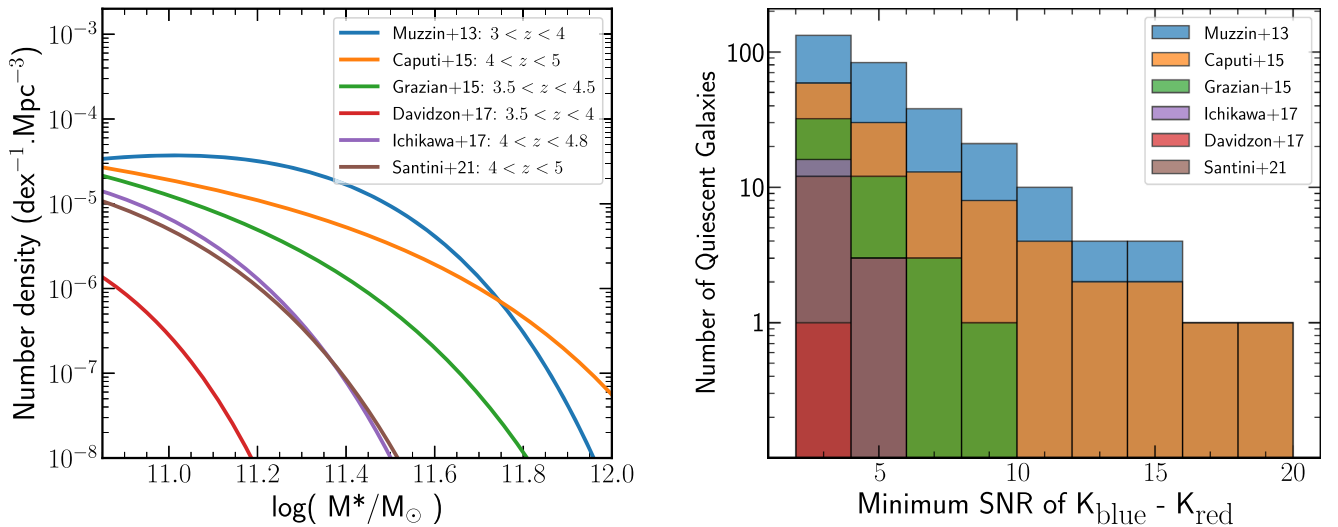 Number density (dex⁻¹.Mpc⁻³)
10⁻³
10⁻⁴
10⁻⁵
10⁻⁶
10⁻⁷
10⁻⁸
Muzzin+13: 3 < z < 4
Caputi+15: 4 < z < 5
Grazian+15: 3.5 < z < 4.5
Davidzon+17: 3.5 < z < 4
Ichikawa+17: 4 < z < 4.8
Santini+21: 4 < z < 5
11.0 11.2 11.4 11.6 11.8 12.0
log( M*/M☉ )
Number of Quiescent Galaxies
100
10
1
Muzzin+13
Caputi+15
Grazian+15
Ichikawa+17
Davidzon+17
Santini+21
5 10 15 20
Minimum SNR of K_blue - K_red